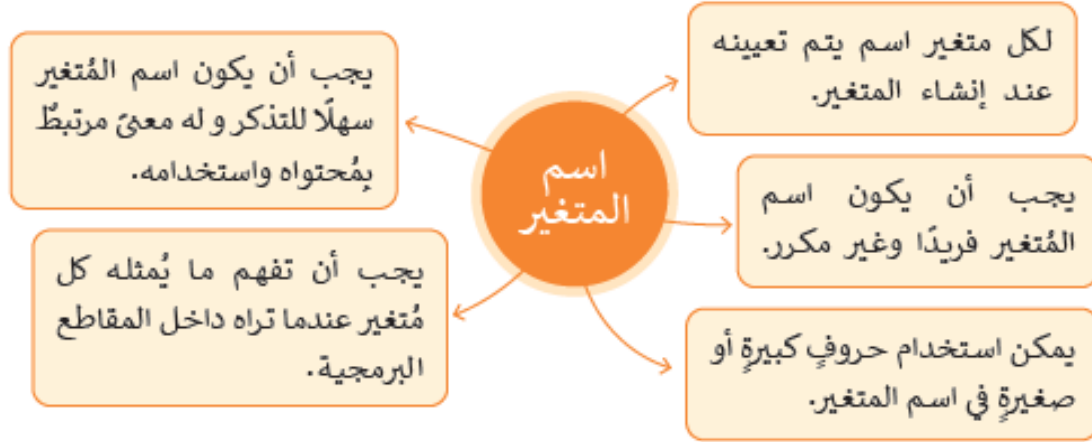 اسم
المتغير
لكل متغير اسم يتم تعيينه
عند إنشاء المتغير.
يجب أن يكون اسم
المُتغير فريدًا وغير مكرر.
يمكن استخدام حروفٍ كبيرةٍ أو
صغيرةٍ في اسم المتغير.
يجب أن يكون اسم المُتغير
سهلًا للتذكر و له معنىً مرتبطٌ
بِمُحتواه واستخدامه.
يجب أن تفهم ما يُمثله كل
مُتغير عندما تراه داخل المقاطع
البرمجية.